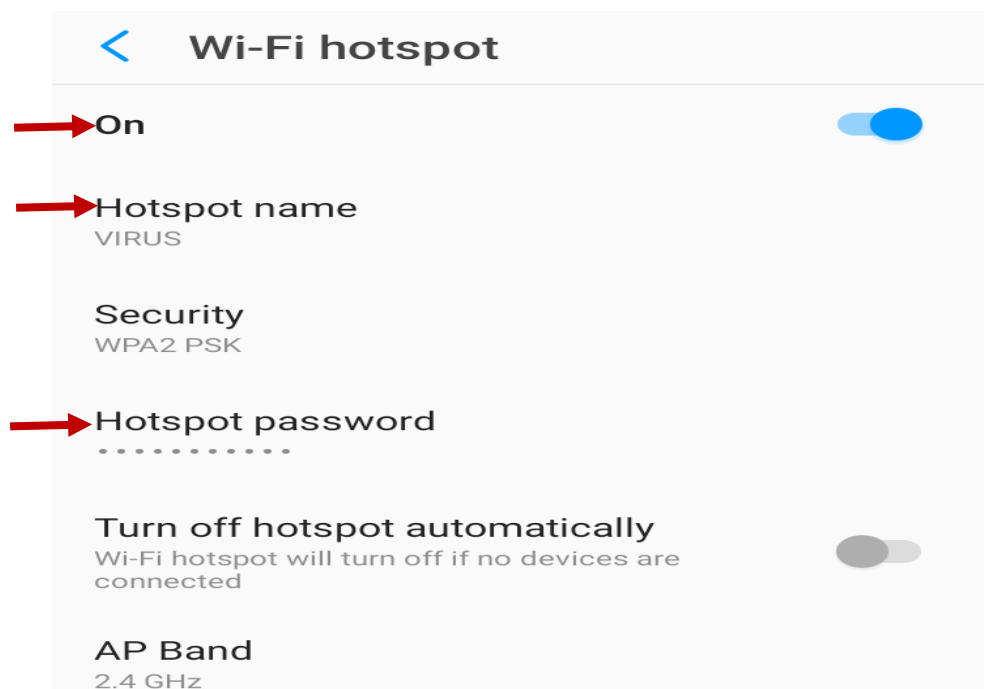 Wi-Fi hotspot
On
Hotspot name
VIRUS
Security
WPA2 PSK
Hotspot password
•••••••••••
Turn off hotspot automatically
Wi-Fi hotspot will turn off if no devices are
connected
AP Band
2.4 GHz